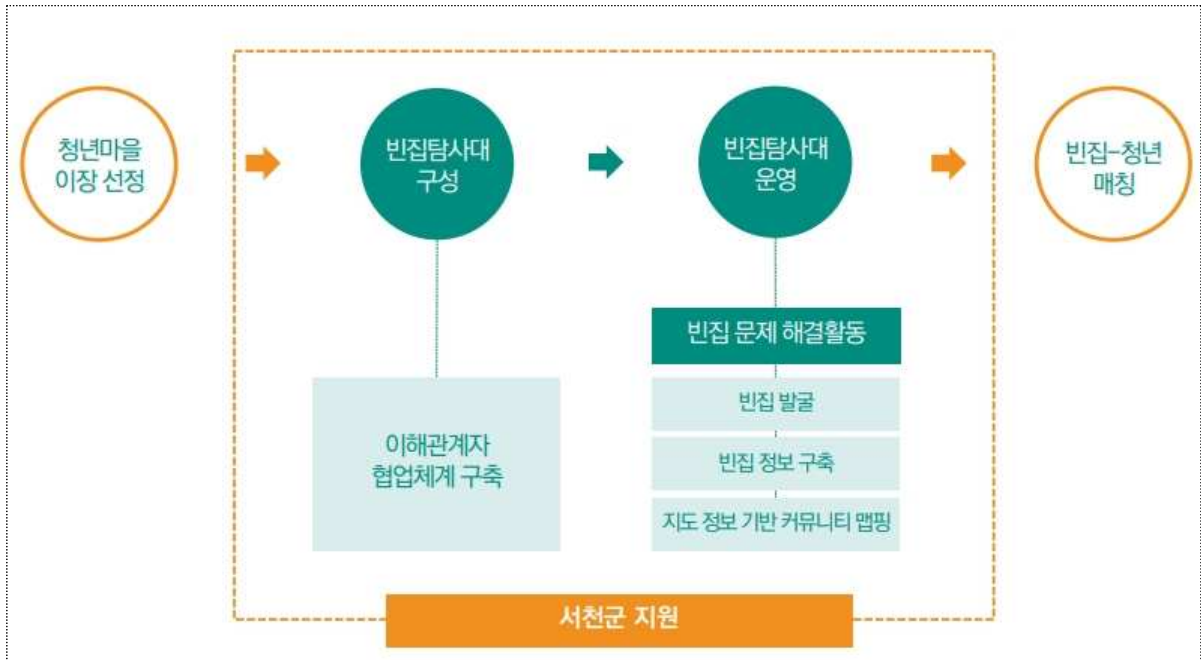 청년마을
이장 선정
빈집탐사대
구성
빈집탐사대
운영
빈집-청년
매칭
이해관계자
협업체계 구축
빈집 문제 해결활동
빈집 발굴
빈집 정보 구축
지도 정보 기반 커뮤니티 맵핑
서천군 지원